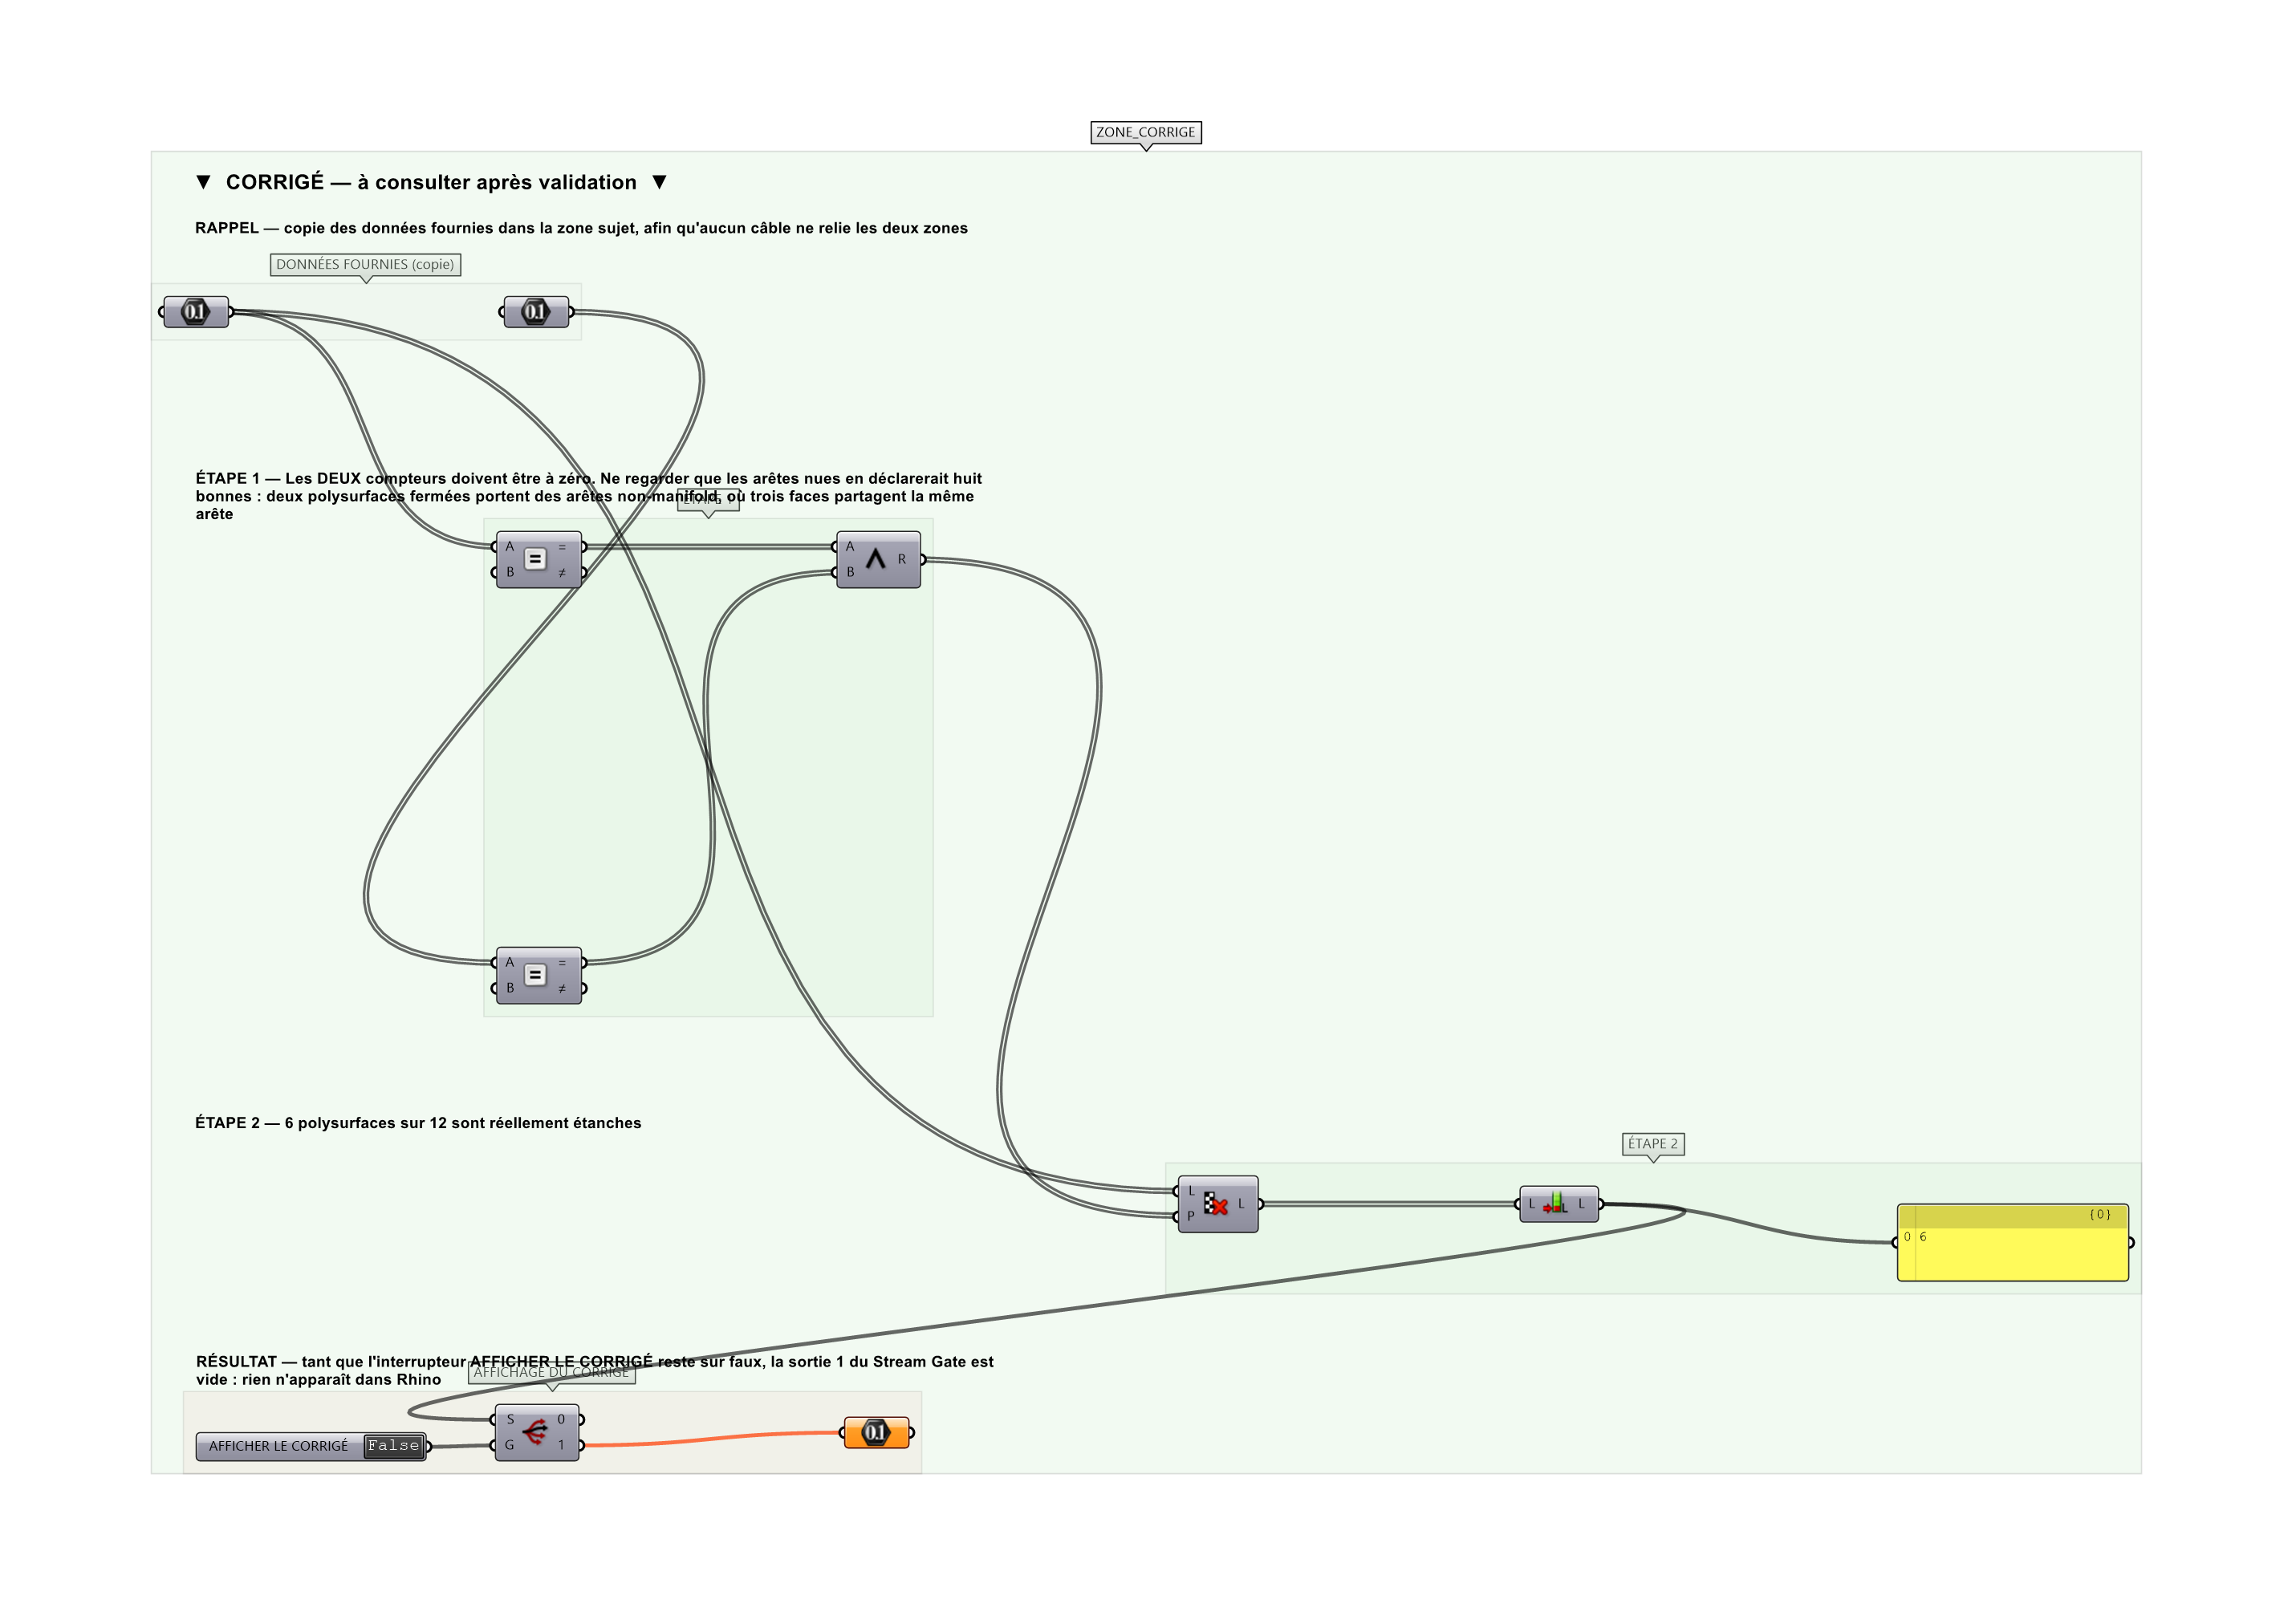 ZONE_CORRIGE
▼ CORRIGÉ — à consulter après validation ▼
RAPPEL — copie des données fournies dans la zone sujet, afin qu'aucun câble ne relie les deux zones
DONNÉES FOURNIES (copie)
0.1
0.1
ÉTAPE 1 — Les DEUX compteurs doivent être à zéro. Ne regarder que les arêtes nues en déclarerait huit
bonnes : deux polysurfaces fermées portent des arêtes non-manifold, où trois faces partagent la même
arête
ÉTAPE 1
A =
B ≠
A R
B
A =
B ≠
ÉTAPE 2 — 6 polysurfaces sur 12 sont réellement étanches
ÉTAPE 2
L L
P
L L
{0}
0 6
RÉSULTAT — tant que l'interrupteur AFFICHER LE CORRIGÉ reste sur faux, la sortie 1 du Stream Gate est
vide : rien n'apparaît dans Rhino
AFFICHAGE DU CORRIGÉ
AFFICHER LE CORRIGÉ False
S 0
G 1
0.1